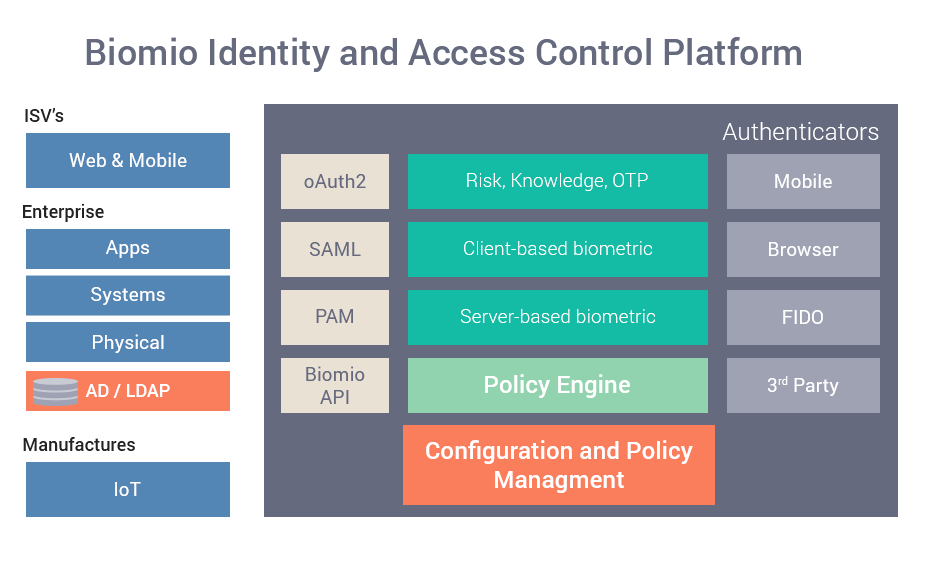 Biomio Identity and Access Control Platform
ISV's
Web & Mobile
Enterprise
Apps
Systems
Physical
AD / LDAP
Manufactures
IoT
Authenticators
oAuth2
Risk, Knowledge, OTP
Mobile
SAML
Client-based biometric
Browser
PAM
Server-based biometric
FIDO
Biomio
API
Policy Engine
3rd Party
Configuration and Policy
Managment